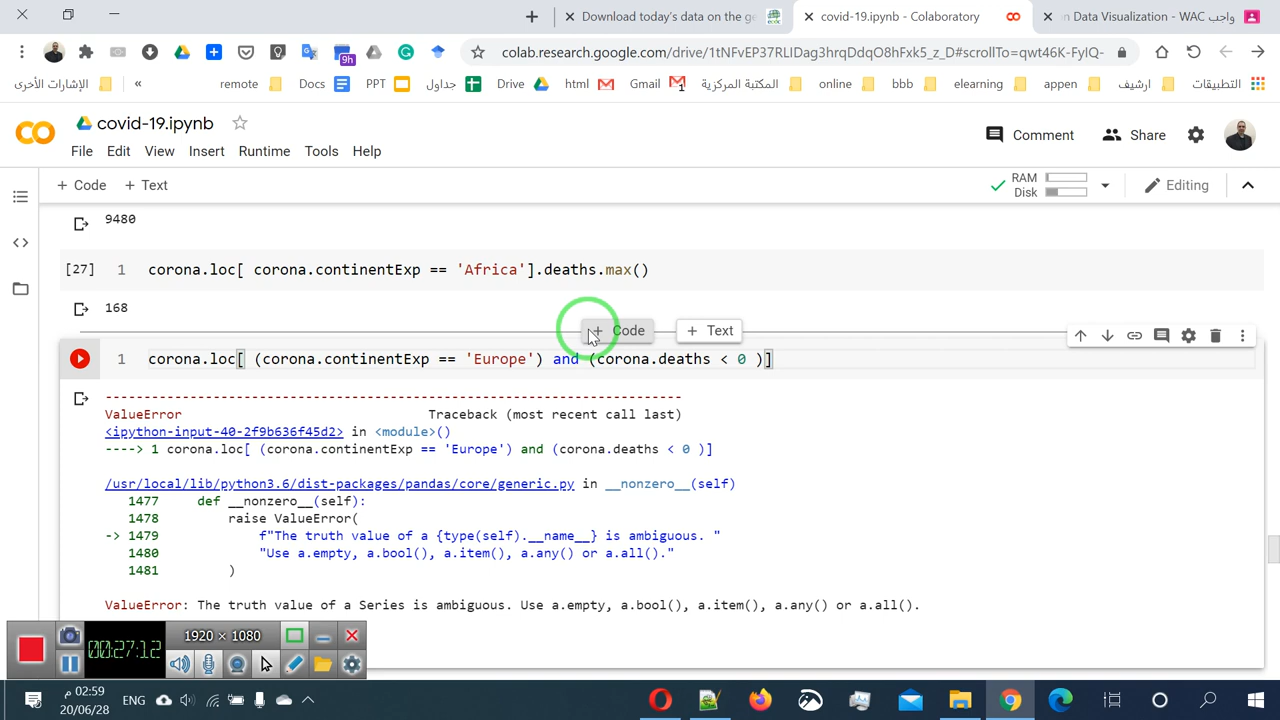 Download today's data on the ge
covid-19.ipynb - Colaboratory
in Data Visualization - WAC واجب
9h
colab.research.google.com/drive/1tNFvEP37RLIDag3hrqDdqO8hFxk5_z_D#scrollTo=qwt46K-FyIQ-
الإشارات الأخرى
«
remote
Docs
PPT
جداول
Drive
html
Gmail
المكتبة المركزية
online
bbb
elearning
appen
ارشيف
التطبيقات
covid-19.ipynb
Comment
Share
File Edit View Insert Runtime Tools Help
+ Code + Text
RAM
Disk
Editing
9480
[27] 1 corona.loc[ corona.continentExp == 'Africa'].deaths.max()
168
+ Code + Text
1 corona.loc[ (corona.continentExp == 'Europe') and (corona.deaths < 0 )]
---------------------------------------------------------------------------
ValueError Traceback (most recent call last)
<ipython-input-40-2f9b636f45d2> in <module>()
----> 1 corona.loc[ (corona.continentExp == 'Europe') and (corona.deaths < 0 )]
/usr/local/lib/python3.6/dist-packages/pandas/core/generic.py in __nonzero__(self)
1477 def __nonzero__(self):
1478 raise ValueError(
-> 1479 f"The truth value of a {type(self).__name__} is ambiguous. "
1480 "Use a.empty, a.bool(), a.item(), a.any() or a.all()."
1481 )
ValueError: The truth value of a Series is ambiguous. Use a.empty, a.bool(), a.item(), a.any() or a.all().
00:27:12
1920 × 1080
02:59 م
20/06/28
ENG